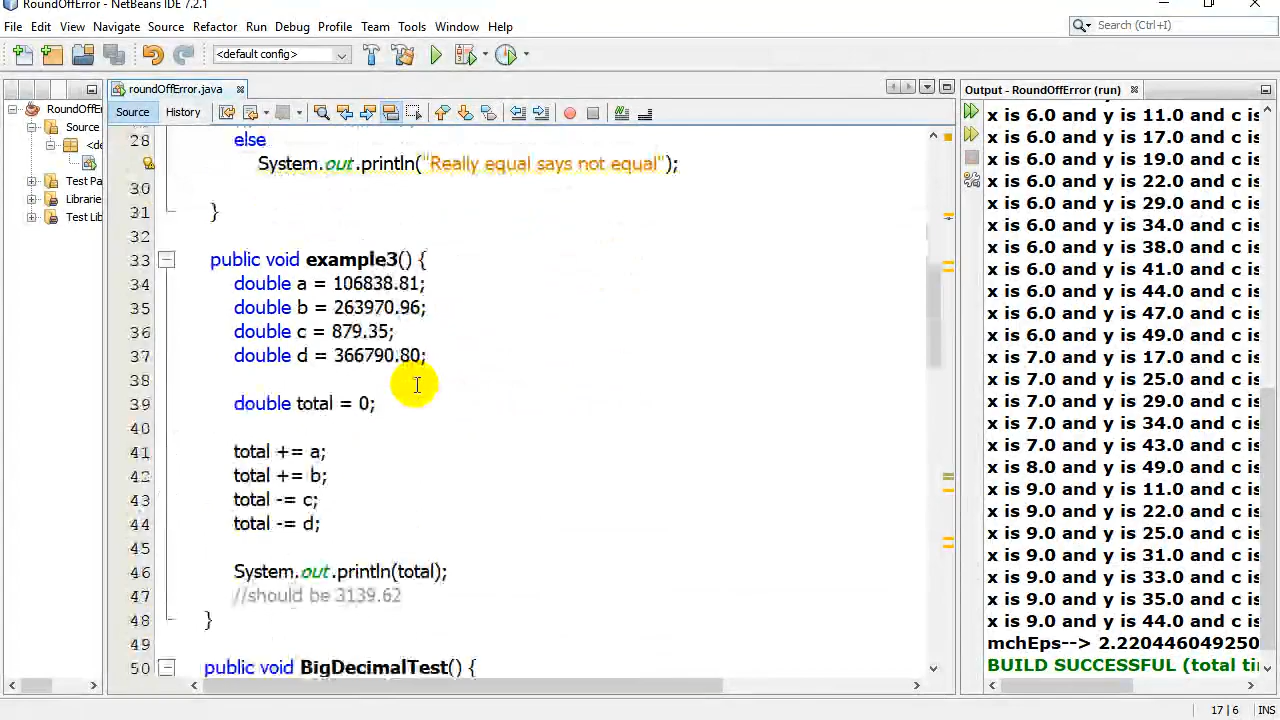 RoundOffError - NetBeans IDE 7.2.1
File Edit View Navigate Source Refactor Run Debug Profile Team Tools Window Help
Search (Ctrl+I)
<default config>
roundOffError.java
Output - RoundOffError (run)
Source History
RoundOffE
Source
<de
Test Pa
Libraries
Test Lib
28 else
System.out.println("Really equal says not equal");
30
31 }
32
33 public void example3() {
34 double a = 106838.81;
35 double b = 263970.96;
36 double c = 879.35;
37 double d = 366790.80;
38
39 double total = 0;
40
41 total += a;
42 total += b;
43 total -= c;
44 total -= d;
45
46 System.out.println(total);
47 //should be 3139.62
48 }
49
50 public void BigDecimalTest() {
x is 6.0 and y is 11.0 and c is
x is 6.0 and y is 17.0 and c is
x is 6.0 and y is 19.0 and c is
x is 6.0 and y is 22.0 and c is
x is 6.0 and y is 29.0 and c is
x is 6.0 and y is 34.0 and c is
x is 6.0 and y is 38.0 and c is
x is 6.0 and y is 41.0 and c is
x is 6.0 and y is 44.0 and c is
x is 6.0 and y is 47.0 and c is
x is 6.0 and y is 49.0 and c is
x is 7.0 and y is 17.0 and c is
x is 7.0 and y is 25.0 and c is
x is 7.0 and y is 29.0 and c is
x is 7.0 and y is 34.0 and c is
x is 7.0 and y is 43.0 and c is
x is 8.0 and y is 49.0 and c is
x is 9.0 and y is 11.0 and c is
x is 9.0 and y is 22.0 and c is
x is 9.0 and y is 25.0 and c is
x is 9.0 and y is 31.0 and c is
x is 9.0 and y is 33.0 and c is
x is 9.0 and y is 35.0 and c is
x is 9.0 and y is 44.0 and c is
mchEps--> 2.220446049250
BUILD SUCCESSFUL (total ti
17 | 6 INS